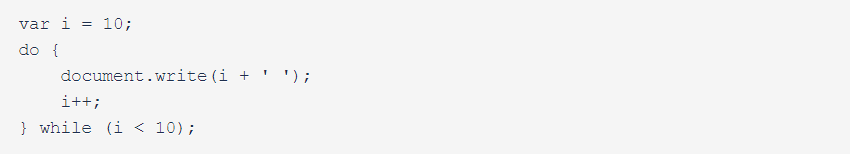 var i = 10;
do {
    document.write(i + ' ');
    i++;
} while (i < 10);